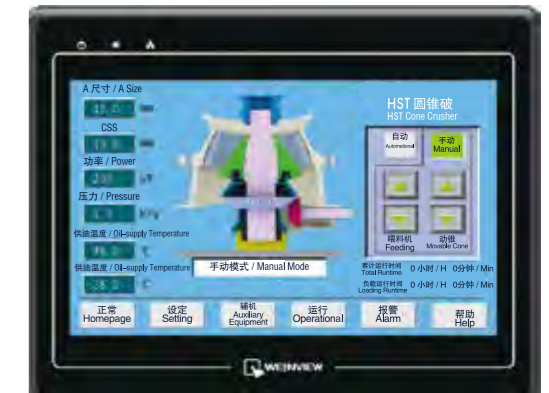 A 尺寸 / A Size
mm
CSS
mm
功率 / Power
压力 / Pressure
供油温度 / Oil-supply Temperature
供油温度 / Oil-supply Temperature
℃
手动模式 / Manual Mode
HST 圆锥破
HST Cone Crusher
自动
Automational
手动
Manual
喂料机
Feeding
动锥
Movable Cone
累计运行时间
Total Runtime
0 小时 / H 0分钟 / Min
负载运行时间
Loading Runtime
0 小时 / H 0分钟 / Min
正常
Homepage
设定
Setting
辅机
Auxiliary
Equipment
运行
Operational
报警
Alarm
帮助
Help
WEINVIEW